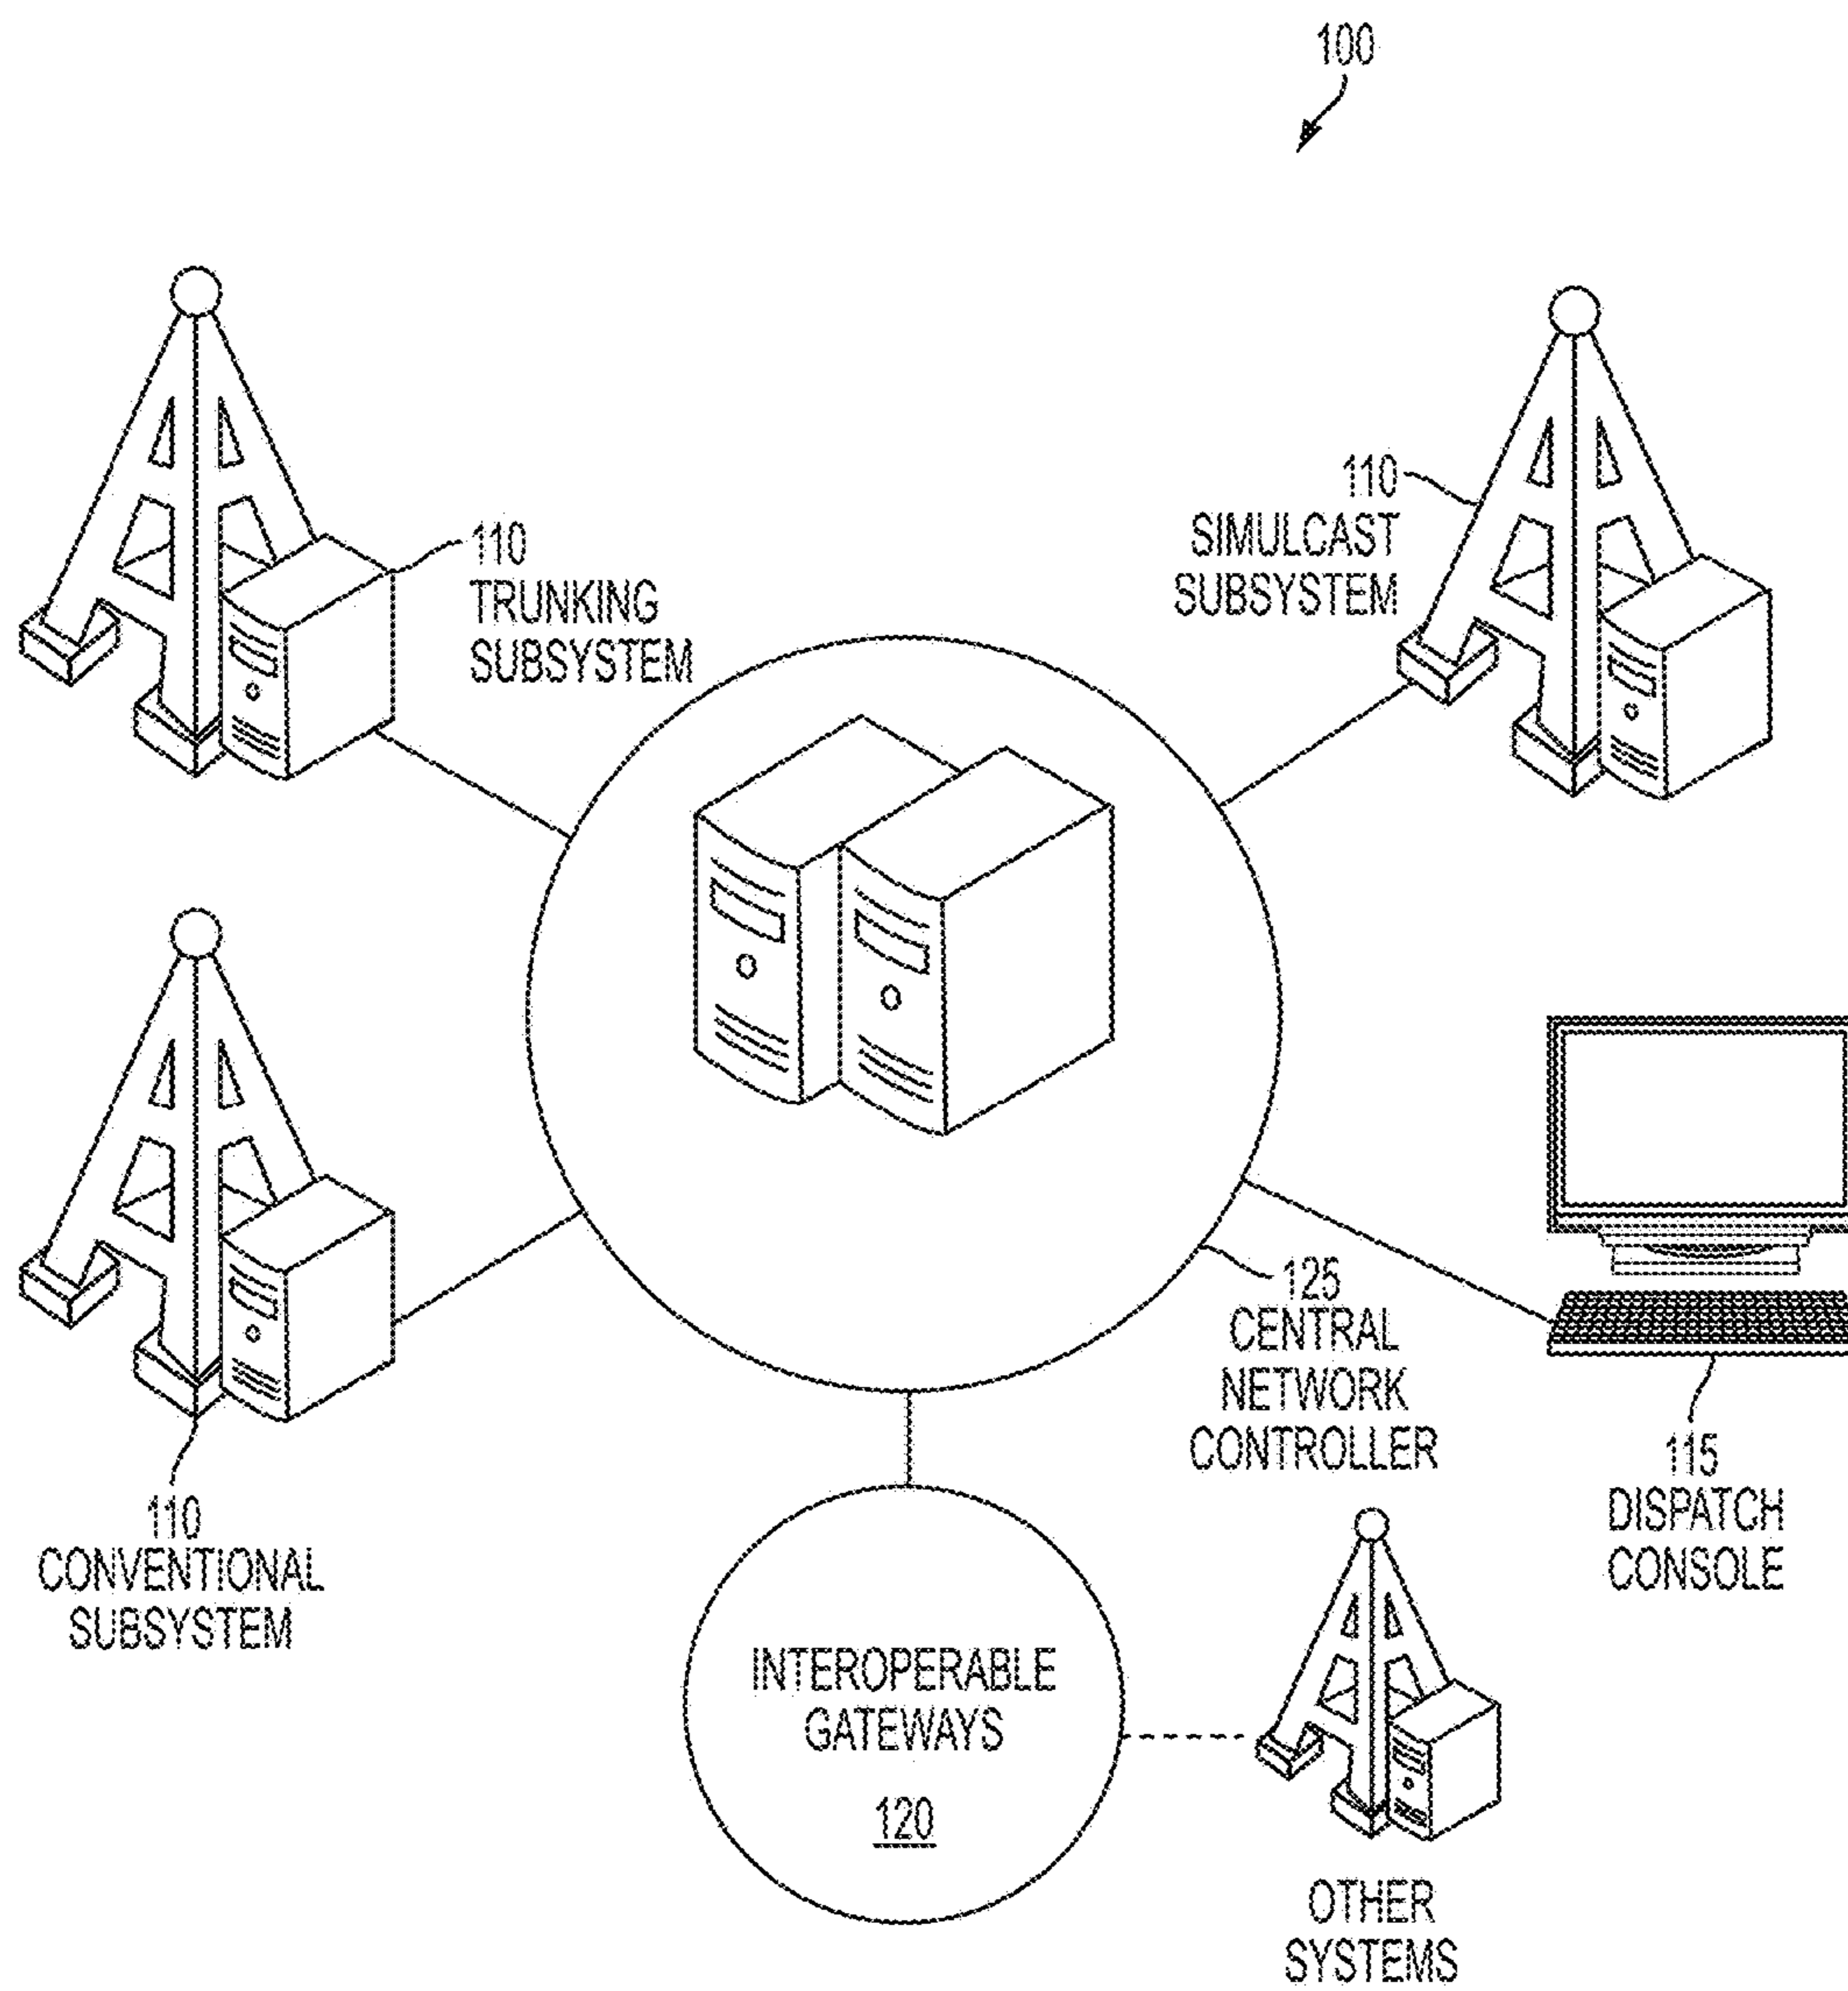 100
110
TRUNKING
SUBSYSTEM
110
SIMULCAST
SUBSYSTEM
110
CONVENTIONAL
SUBSYSTEM
125
CENTRAL
NETWORK
CONTROLLER
115
DISPATCH
CONSOLE
INTEROPERABLE
GATEWAYS
120
OTHER
SYSTEMS